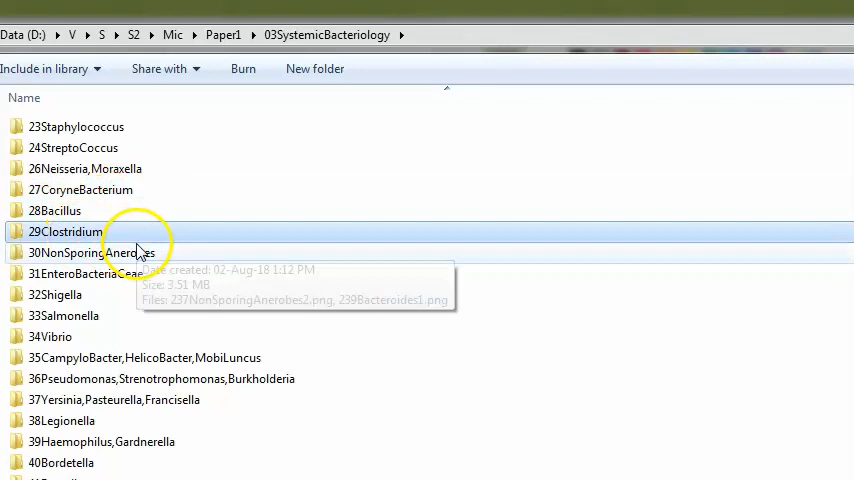 Data (D:) V S S2 Mic Paper1 03SystemicBacteriology
Include in library Share with Burn New folder
Name
23Staphylococcus
24StreptoCoccus
26Neisseria,Moraxella
27CoryneBacterium
28Bacillus
29Clostridium
30NonSporingAnerobes
31EnteroBacteriaCeae
Date created: 02-Aug-18 1:12 PM
Size: 3.51 MB
Files: 237NonSporingAnerobes2.png, 239Bacteroides1.png
32Shigella
33Salmonella
34Vibrio
35CampyloBacter,HelicoBacter,MobiLuncus
36Pseudomonas,Strenotrophomonas,Burkholderia
37Yersinia,Pasteurella,Francisella
38Legionella
39Haemophilus,Gardnerella
40Bordetella